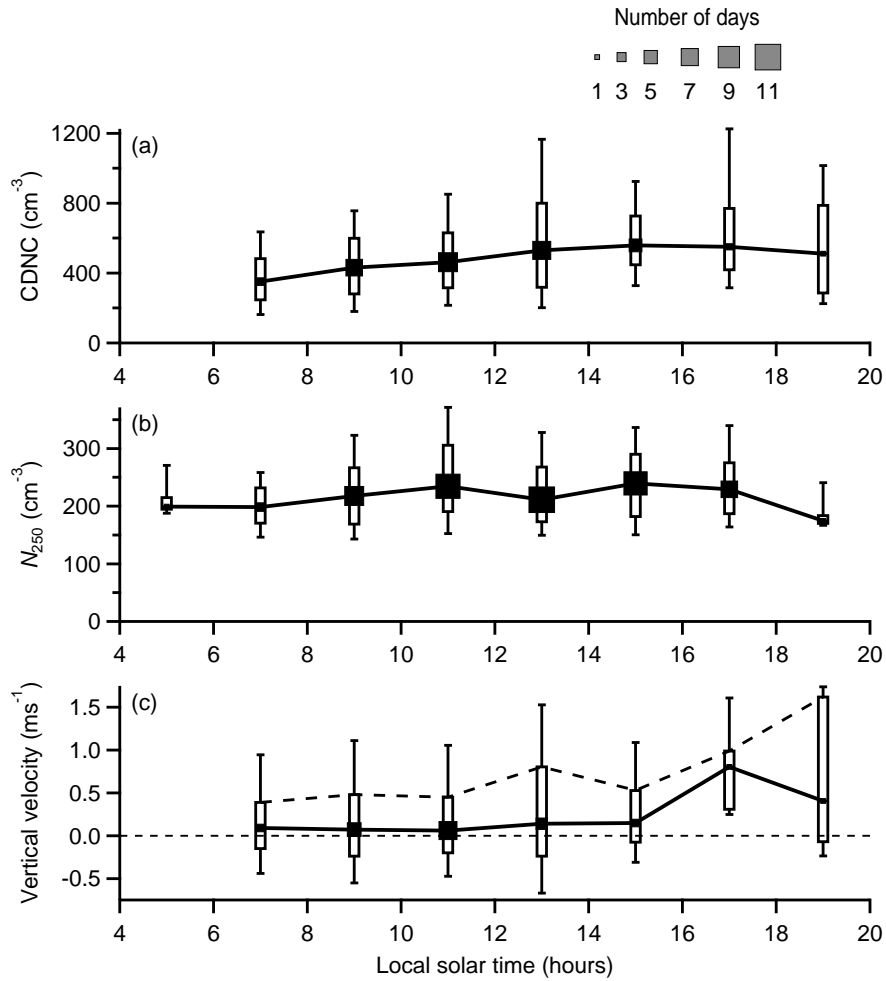 Number of days
1 3 5 7 9 11
(a)
CDNC (cm-3)
1200
800
400
0
4 6 8 10 12 14 16 18 20
(b)
N250 (cm-3)
300
200
100
0
4 6 8 10 12 14 16 18 20
(c)
Vertical velocity (ms-1)
1.5
1.0
0.5
0.0
-0.5
4 6 8 10 12 14 16 18 20
Local solar time (hours)